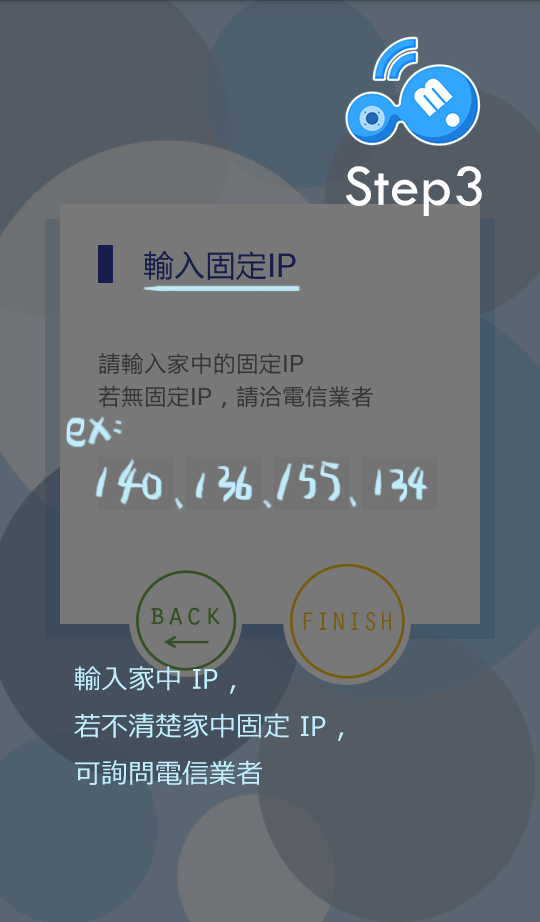 m
Step3
輸入固定IP
請輸入家中的固定IP
若無固定IP，請洽電信業者
ex:
140、136、155、134
BACK
FINISH
輸入家中 IP，
若不清楚家中固定 IP，
可詢問電信業者